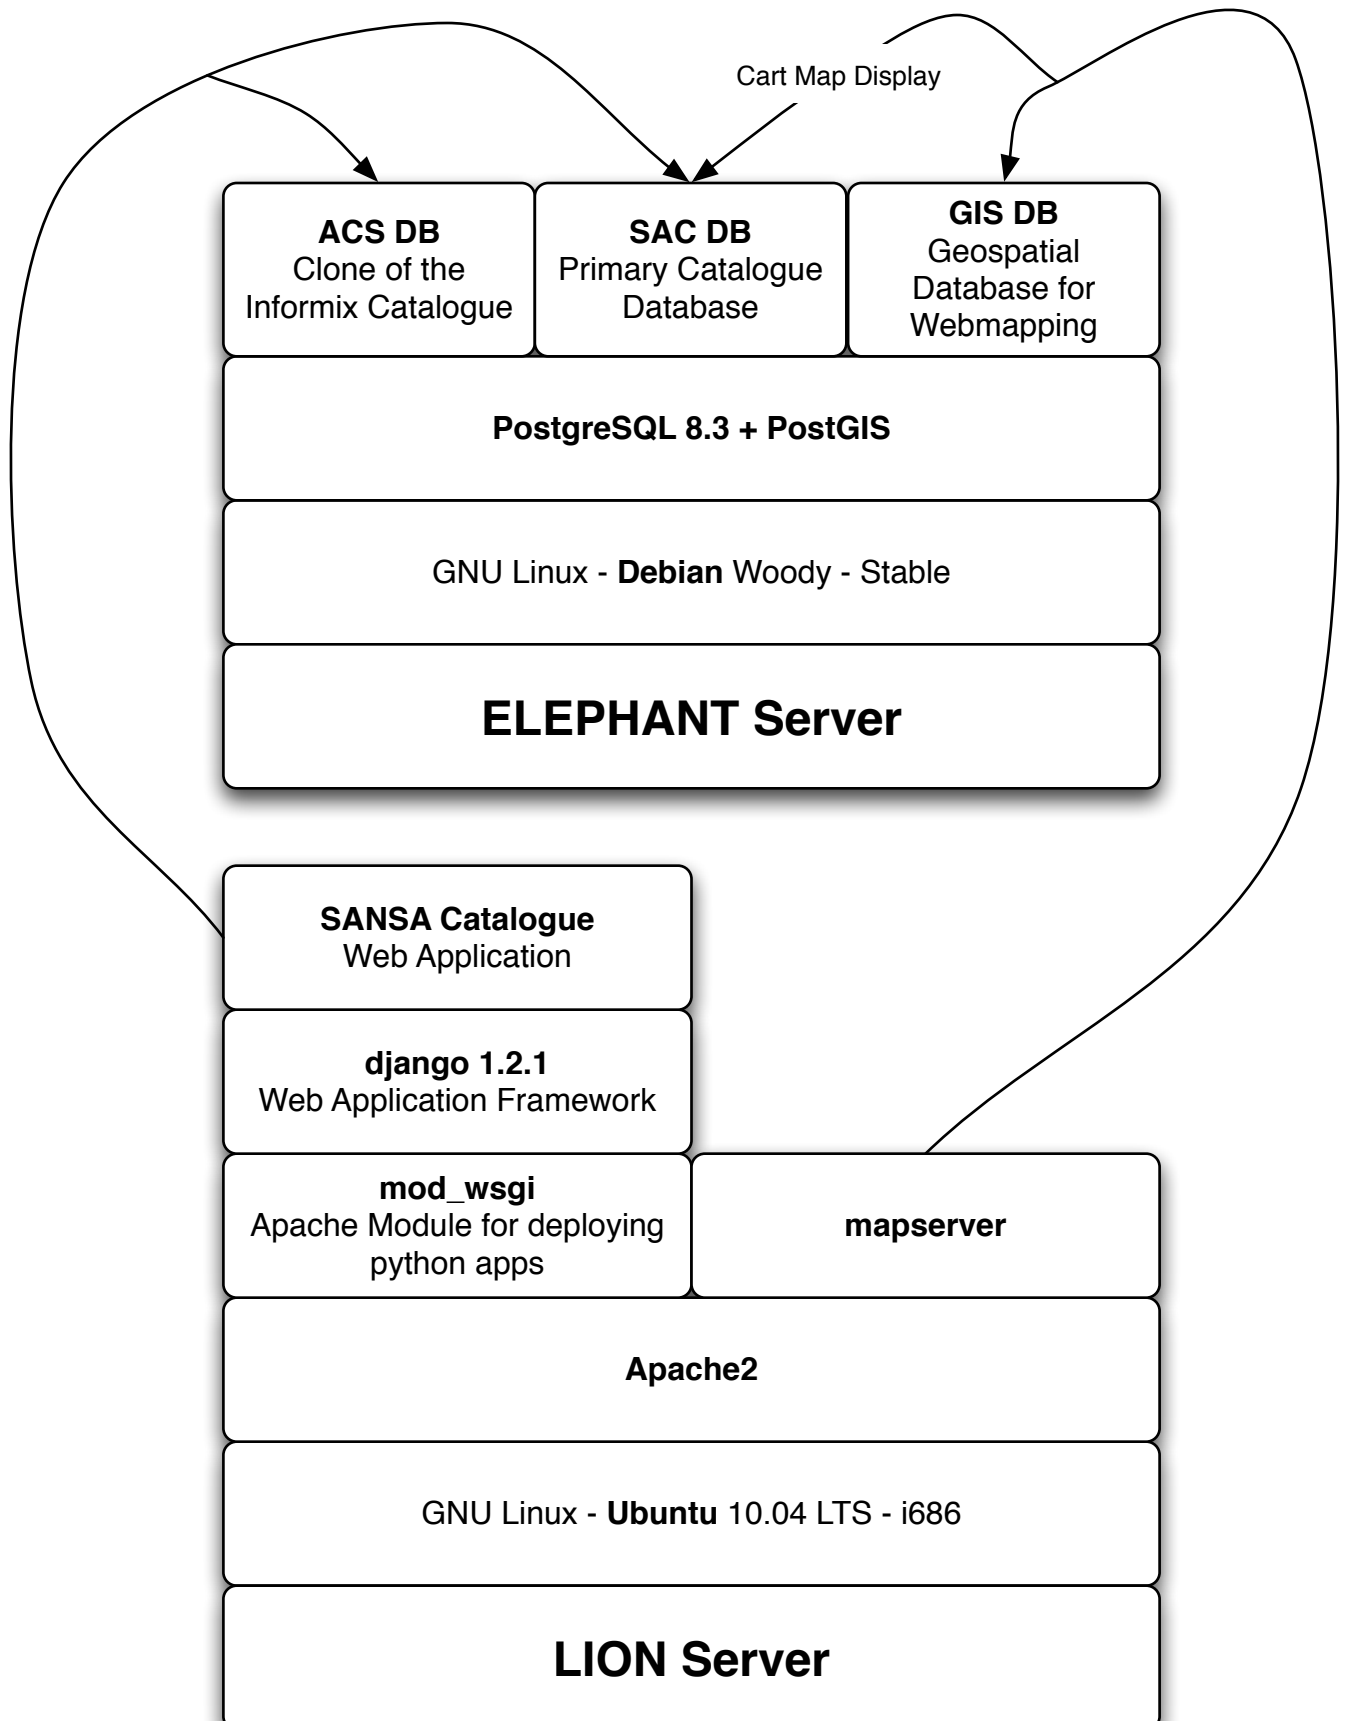 Cart Map Display
ACS DB
Clone of the
Informix Catalogue
SAC DB
Primary Catalogue
Database
GIS DB
Geospatial
Database for
Webmapping
PostgreSQL 8.3 + PostGIS
GNU Linux - Debian Woody - Stable
ELEPHANT Server
SANSA Catalogue
Web Application
django 1.2.1
Web Application Framework
mod_wsgi
Apache Module for deploying
python apps
mapserver
Apache2
GNU Linux - Ubuntu 10.04 LTS - i686
LION Server